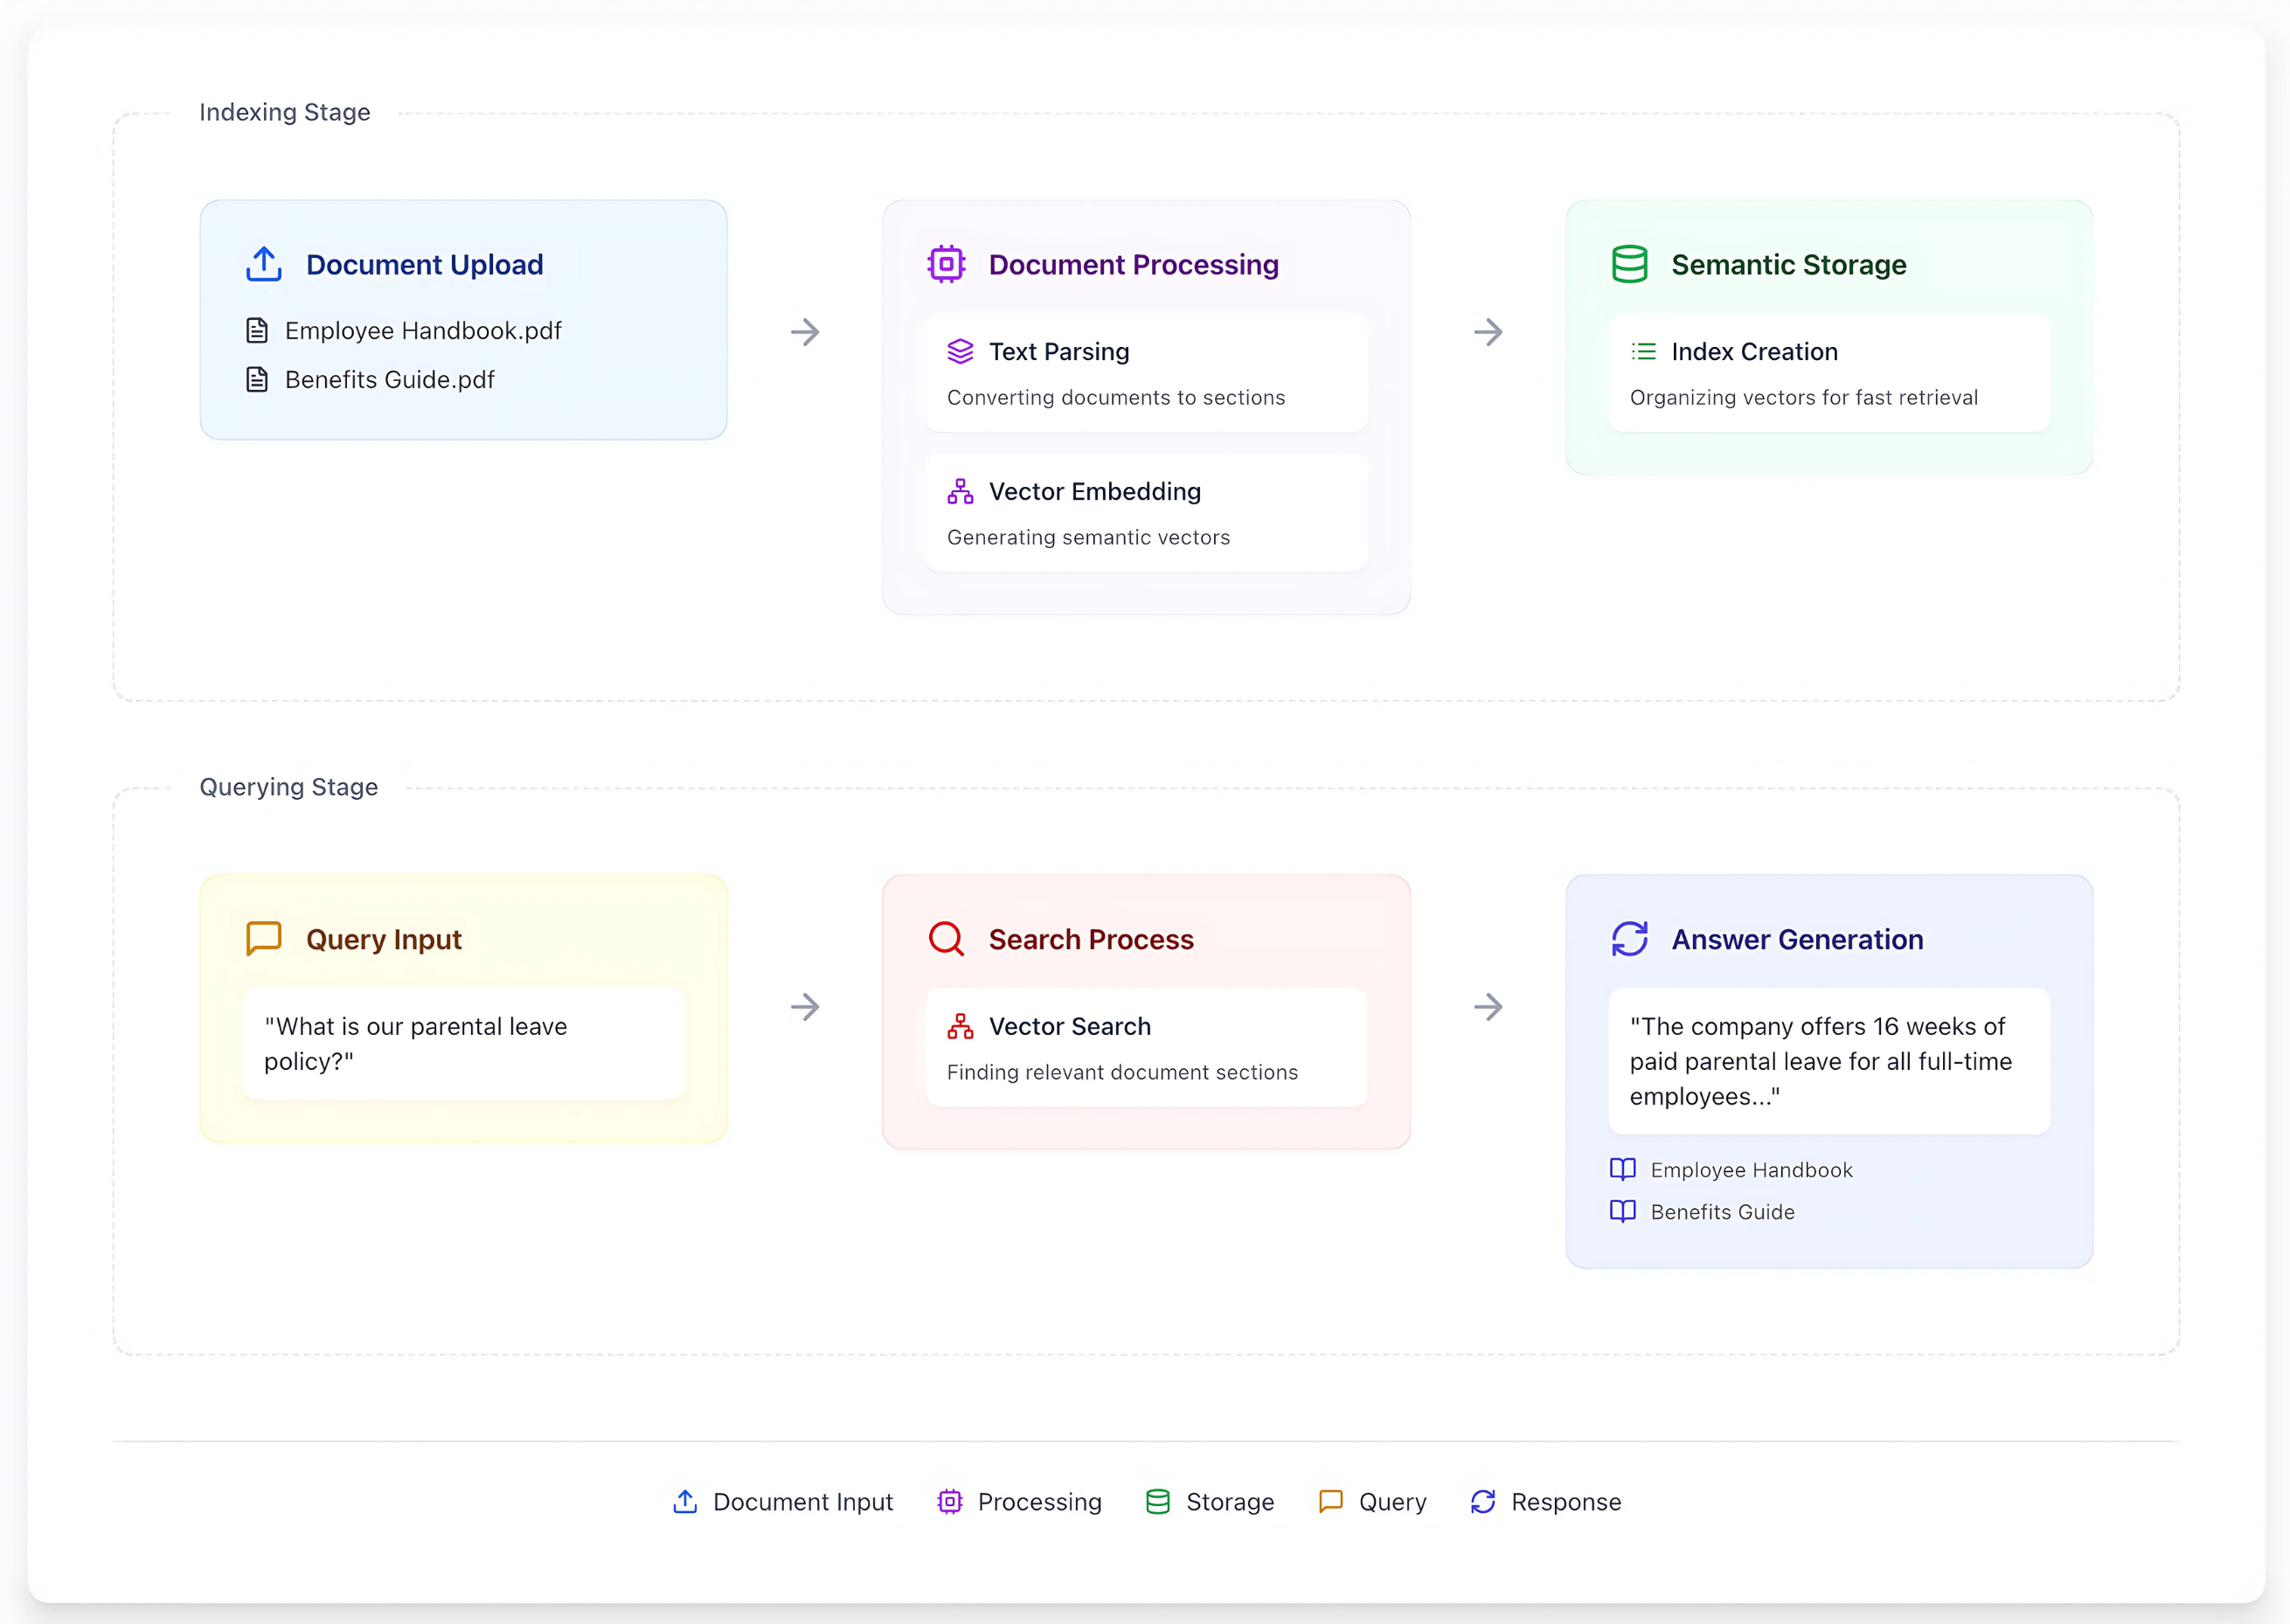 Indexing Stage
Document Upload
Employee Handbook.pdf
Benefits Guide.pdf
Document Processing
Text Parsing
Converting documents to sections
Vector Embedding
Generating semantic vectors
Semantic Storage
Index Creation
Organizing vectors for fast retrieval
Querying Stage
Query Input
"What is our parental leave
policy?"
Search Process
Vector Search
Finding relevant document sections
Answer Generation
"The company offers 16 weeks of
paid parental leave for all full-time
employees..."
Employee Handbook
Benefits Guide
Document Input
Processing
Storage
Query
Response